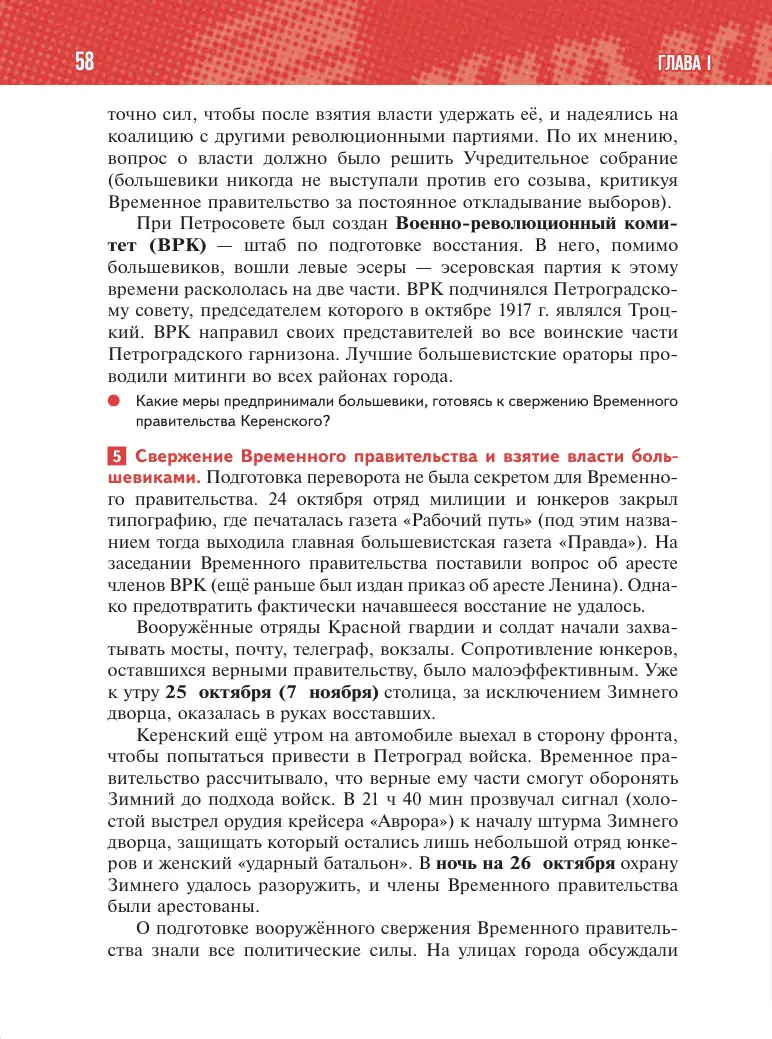 58
ГЛАВА I
точно сил, чтобы после взятия власти удержать её, и надеялись на
коалицию с другими революционными партиями. По их мнению,
вопрос о власти должно было решить Учредительное собрание
(большевики никогда не выступали против его созыва, критикуя
Временное правительство за постоянное откладывание выборов).
При Петросовете был создан Военно-революционный коми-
тет (ВРК) — штаб по подготовке восстания. В него, помимо
большевиков, вошли левые эсеры — эсеровская партия к этому
времени раскололась на две части. ВРК подчинялся Петроградско-
му совету, председателем которого в октябре 1917 г. являлся Троц-
кий. ВРК направил своих представителей во все воинские части
Петроградского гарнизона. Лучшие большевистские ораторы про-
водили митинги во всех районах города.
Какие меры предпринимали большевики, готовясь к свержению Временного
правительства Керенского?
5 Свержение Временного правительства и взятие власти боль-
шевиками. Подготовка переворота не была секретом для Временно-
го правительства. 24 октября отряд милиции и юнкеров закрыл
типографию, где печаталась газета «Рабочий путь» (под этим назва-
нием тогда выходила главная большевистская газета «Правда»). На
заседании Временного правительства поставили вопрос об аресте
членов ВРК (ещё раньше был издан приказ об аресте Ленина). Одна-
ко предотвратить фактически начавшееся восстание не удалось.
Вооружённые отряды Красной гвардии и солдат начали захва-
тывать мосты, почту, телеграф, вокзалы. Сопротивление юнкеров,
оставшихся верными правительству, было малоэффективным. Уже
к утру 25 октября (7 ноября) столица, за исключением Зимнего
дворца, оказалась в руках восставших.
Керенский ещё утром на автомобиле выехал в сторону фронта,
чтобы попытаться привести в Петроград войска. Временное пра-
вительство рассчитывало, что верные ему части смогут оборонять
Зимний до подхода войск. В 21 ч 40 мин прозвучал сигнал (холо-
стой выстрел орудия крейсера «Аврора») к началу штурма Зимнего
дворца, защищать который остались лишь небольшой отряд юнке-
ров и женский «ударный батальон». В ночь на 26 октября охрану
Зимнего удалось разоружить, и члены Временного правительства
были арестованы.
О подготовке вооружённого свержения Временного правитель-
ства знали все политические силы. На улицах города обсуждали